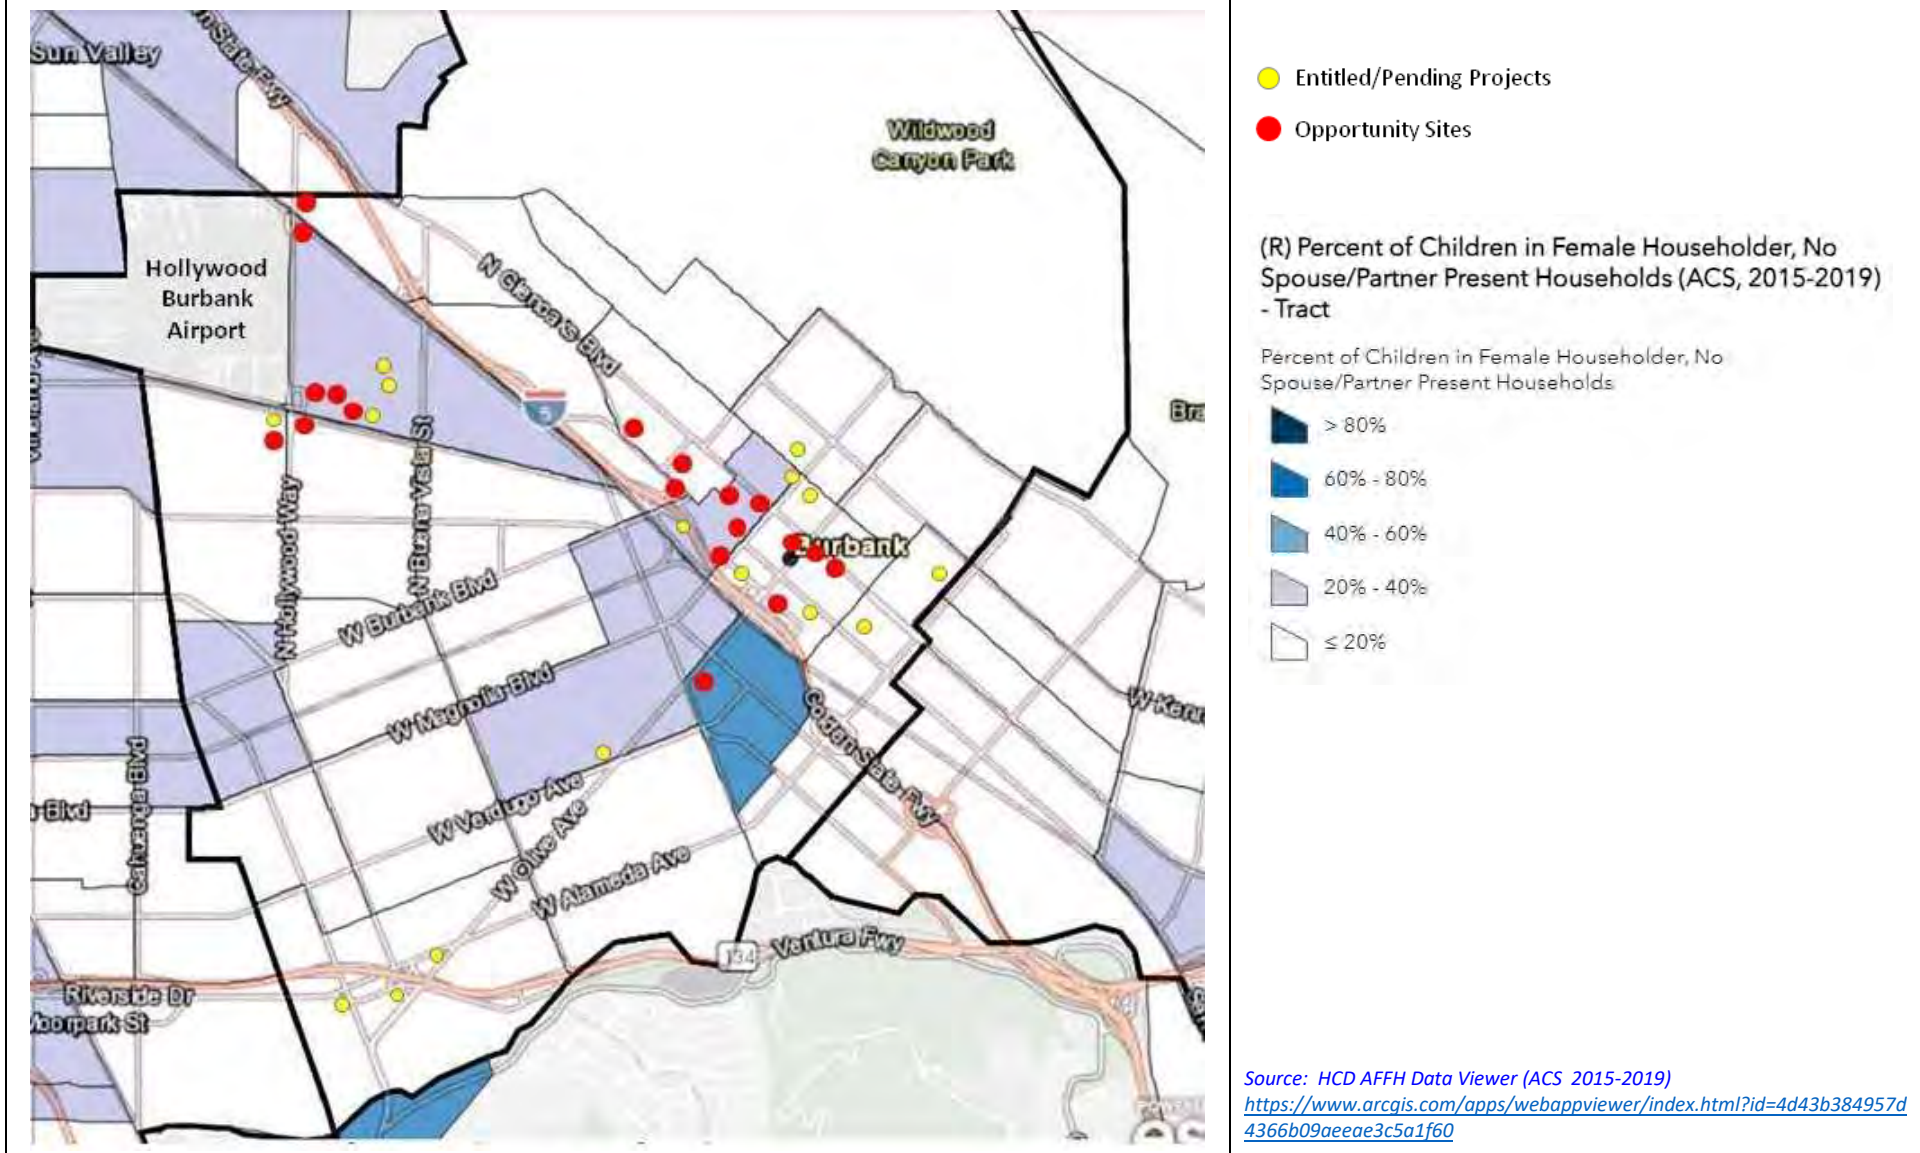 Sun Valley
Wildwood
Canyon Park
Hollywood
Burbank
Airport
N Glenoaks Blvd
5
N Hollywood Way
N Buena Vista St
Burbank
W Burbank Blvd
W Magnolia Blvd
W Verdugo Ave
W Olive Ave
W Alameda Ave
Cahuenga Blvd
Golden State Fwy
134
Ventura Fwy
Riverside Dr
Moorpark St
Entitled/Pending Projects
Opportunity Sites
(R) Percent of Children in Female Householder, No
Spouse/Partner Present Households (ACS, 2015-2019)
- Tract
Percent of Children in Female Householder, No
Spouse/Partner Present Households
> 80%
60% - 80%
40% - 60%
20% - 40%
≤ 20%
Source: HCD AFFH Data Viewer (ACS 2015-2019)
https://www.arcgis.com/apps/webappviewer/index.html?id=4d43b384957d
4366b09aeeae3c5a1f60